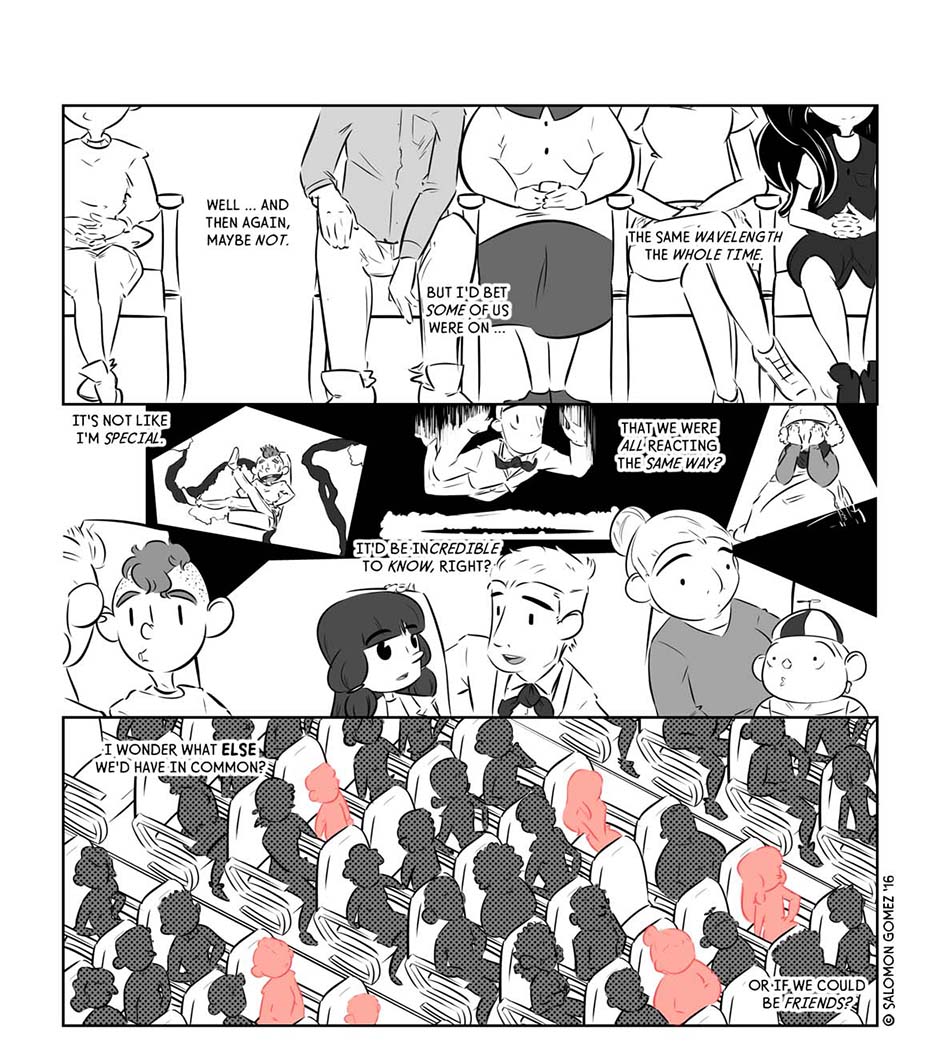 WELL ... AND
THEN AGAIN,
MAYBE NOT.
BUT I'D BET
SOME OF US
WERE ON ...
THE SAME WAVELENGTH
THE WHOLE TIME.
IT'S NOT LIKE
I'M SPECIAL.
THAT WE WERE
ALL REACTING
THE SAME WAY?
IT'D BE INCREDIBLE
TO KNOW, RIGHT?
I WONDER WHAT ELSE
WE'D HAVE IN COMMON?
OR IF WE COULD
BE FRIENDS?
© SALOMON GOMEZ '16